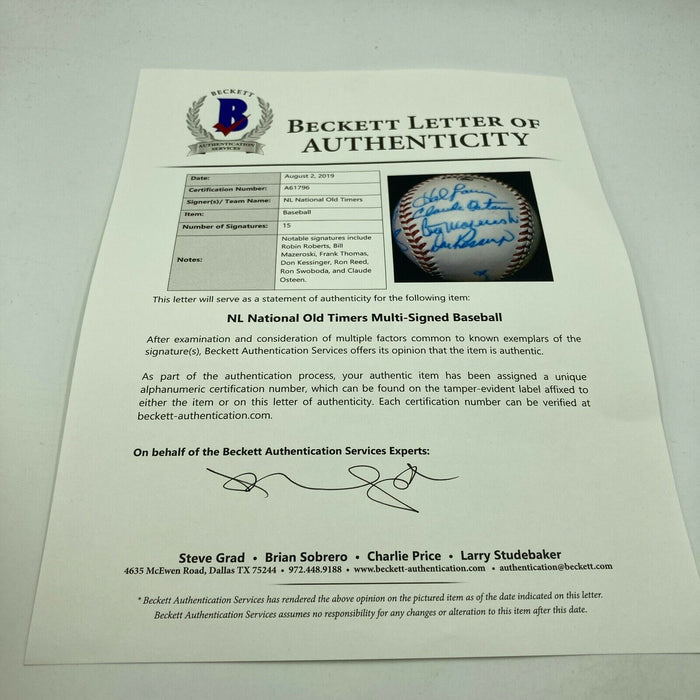 BECKETT
B
AUTHENTICATION
SERVICES
BECKETT LETTER OF
AUTHENTICITY
Date: August 2, 2019
Certification Number: A61796
Signer(s)/ Team Name: NL National Old Timers
Item: Baseball
Number of Signatures: 15
Notes: Notable signatures include
Robin Roberts, Bill
Mazeroski, Frank Thomas,
Don Kessinger, Ron Reed,
Ron Swoboda, and Claude
Osteen.
Hal
Claude Osteen
Bill Mazeroski
Don Kessinger
This letter will serve as a statement of authenticity for the following item:
NL National Old Timers Multi-Signed Baseball
After examination and consideration of multiple factors common to known exemplars of the
signature(s), Beckett Authentication Services offers its opinion that the item is authentic.
As part of the authentication process, your authentic item has been assigned a unique
alphanumeric certification number, which can be found on the tamper-evident label affixed to
either the item or on this letter of authenticity. Each certification number can be verified at
beckett-authentication.com.
On behalf of the Beckett Authentication Services Experts:
Steve Grad • Brian Sobrero • Charlie Price • Larry Studebaker
4635 McEwen Road, Dallas TX 75244 • 972.448.9188 • www.beckett-authentication.com • authentication@beckett.com
* Beckett Authentication Services has rendered the above opinion on the pictured item as of the date indicated on this letter.
Beckett Authentication Services assumes no responsibility for any changes or alteration to this item after this date.